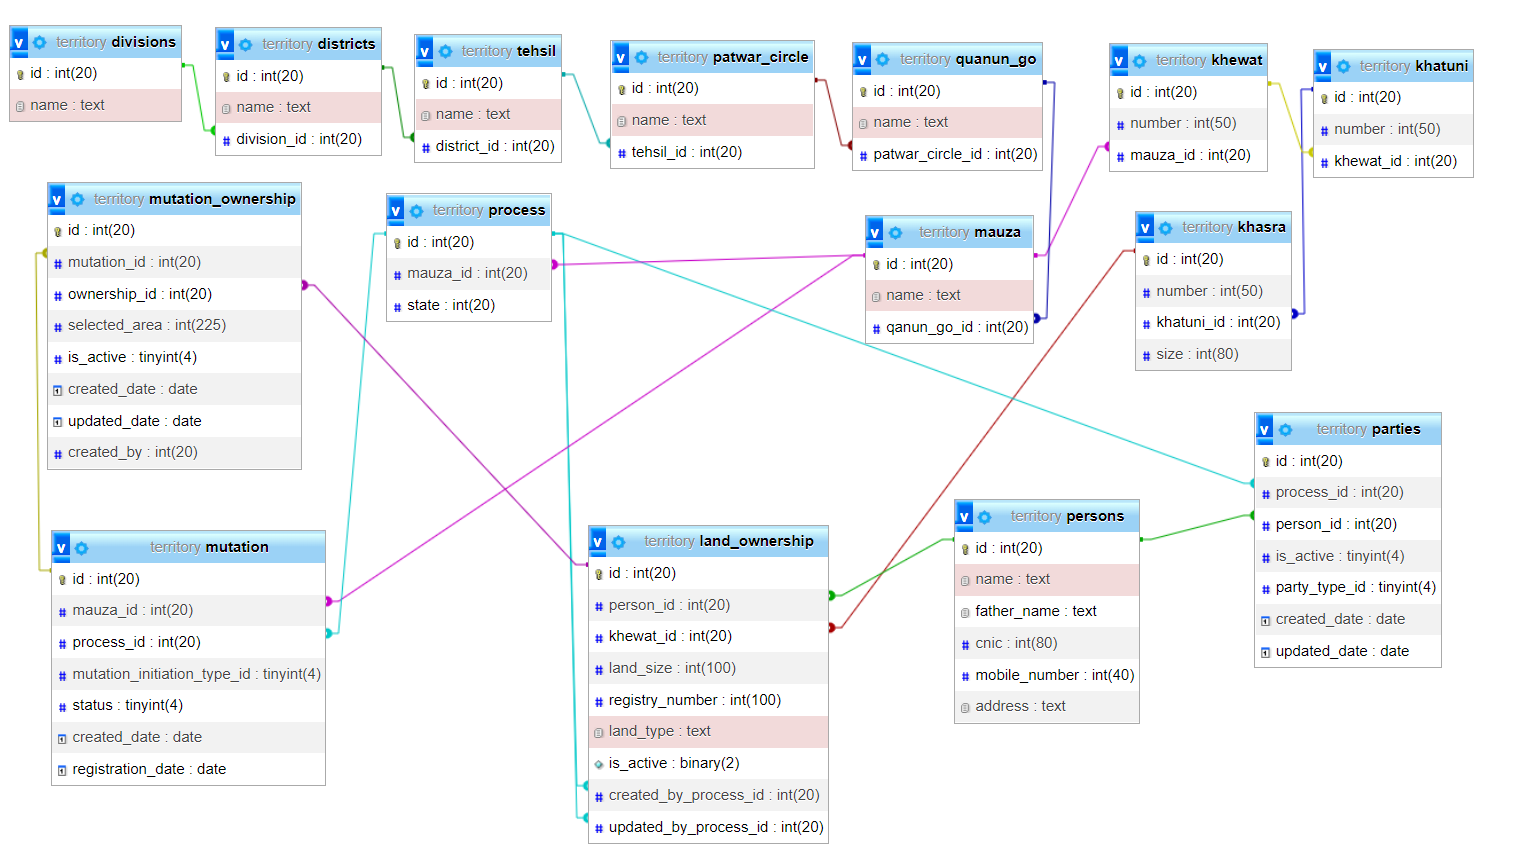 v territory divisions
id : int(20)
name : text
v territory districts
id : int(20)
name : text
division_id : int(20)
v territory tehsil
id : int(20)
name : text
district_id : int(20)
v territory patwar_circle
id : int(20)
name : text
tehsil_id : int(20)
v territory quanun_go
id : int(20)
name : text
patwar_circle_id : int(20)
v territory khewat
id : int(20)
number : int(50)
mauza_id : int(20)
v territory khatuni
id : int(20)
number : int(50)
khewat_id : int(20)
v territory mutation_ownership
id : int(20)
mutation_id : int(20)
ownership_id : int(20)
selected_area : int(225)
is_active : tinyint(4)
created_date : date
updated_date : date
created_by : int(20)
v territory process
id : int(20)
mauza_id : int(20)
state : int(20)
v territory mauza
id : int(20)
name : text
qanun_go_id : int(20)
v territory khasra
id : int(20)
number : int(50)
khatuni_id : int(20)
size : int(80)
v territory parties
id : int(20)
process_id : int(20)
person_id : int(20)
is_active : tinyint(4)
party_type_id : tinyint(4)
created_date : date
updated_date : date
v territory mutation
id : int(20)
mauza_id : int(20)
process_id : int(20)
mutation_initiation_type_id : tinyint(4)
status : tinyint(4)
created_date : date
registration_date : date
v territory land_ownership
id : int(20)
person_id : int(20)
khewat_id : int(20)
land_size : int(100)
registry_number : int(100)
land_type : text
is_active : binary(2)
created_by_process_id : int(20)
updated_by_process_id : int(20)
v territory persons
id : int(20)
name : text
father_name : text
cnic : int(80)
mobile_number : int(40)
address : text